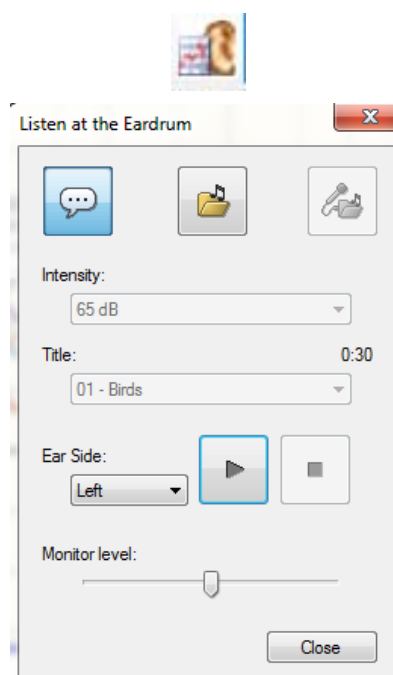 Listen at the Eardrum
Intensity:
65 dB
Title: 0:30
01 - Birds
Ear Side:
Left
Monitor level:
Close